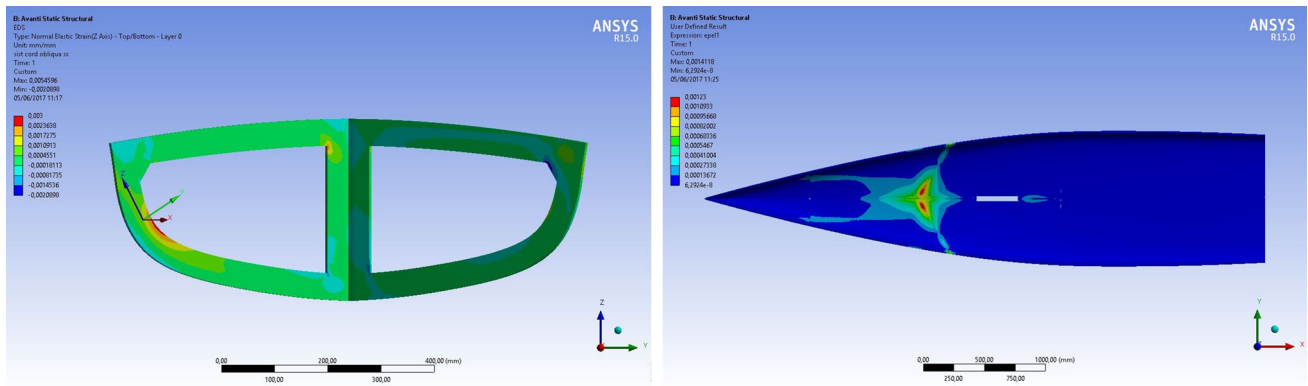 B: Avanti Static Structural
EDS
Type: Normal Elastic Strain(Z Axis) - Top/Bottom - Layer 0
Unit: mm/mm
sist cord obliqua sx
Time: 1
Custom
Max: 0,0054596
Min: -0,0020898
05/06/2017 11:17
0,003
0,0023638
0,0017275
0,0010913
0,0004551
-0,00018113
-0,00081735
-0,0014536
-0,0020898
ANSYS
R15.0
Z
Y
X
0,00
200,00
400,00 (mm)
100,00
300,00
Z
Y
X
B: Avanti Static Structural
User Defined Result
Expression: epel1
Time: 1
Custom
Max: 0,0014118
Min: 6,2924e-8
05/06/2017 11:25
0,00123
0,0010933
0,00095668
0,00082002
0,00068336
0,0005467
0,00041004
0,00027338
0,00013672
6,2924e-8
ANSYS
R15.0
0,00
500,00
1000,00 (mm)
250,00
750,00
Y
X